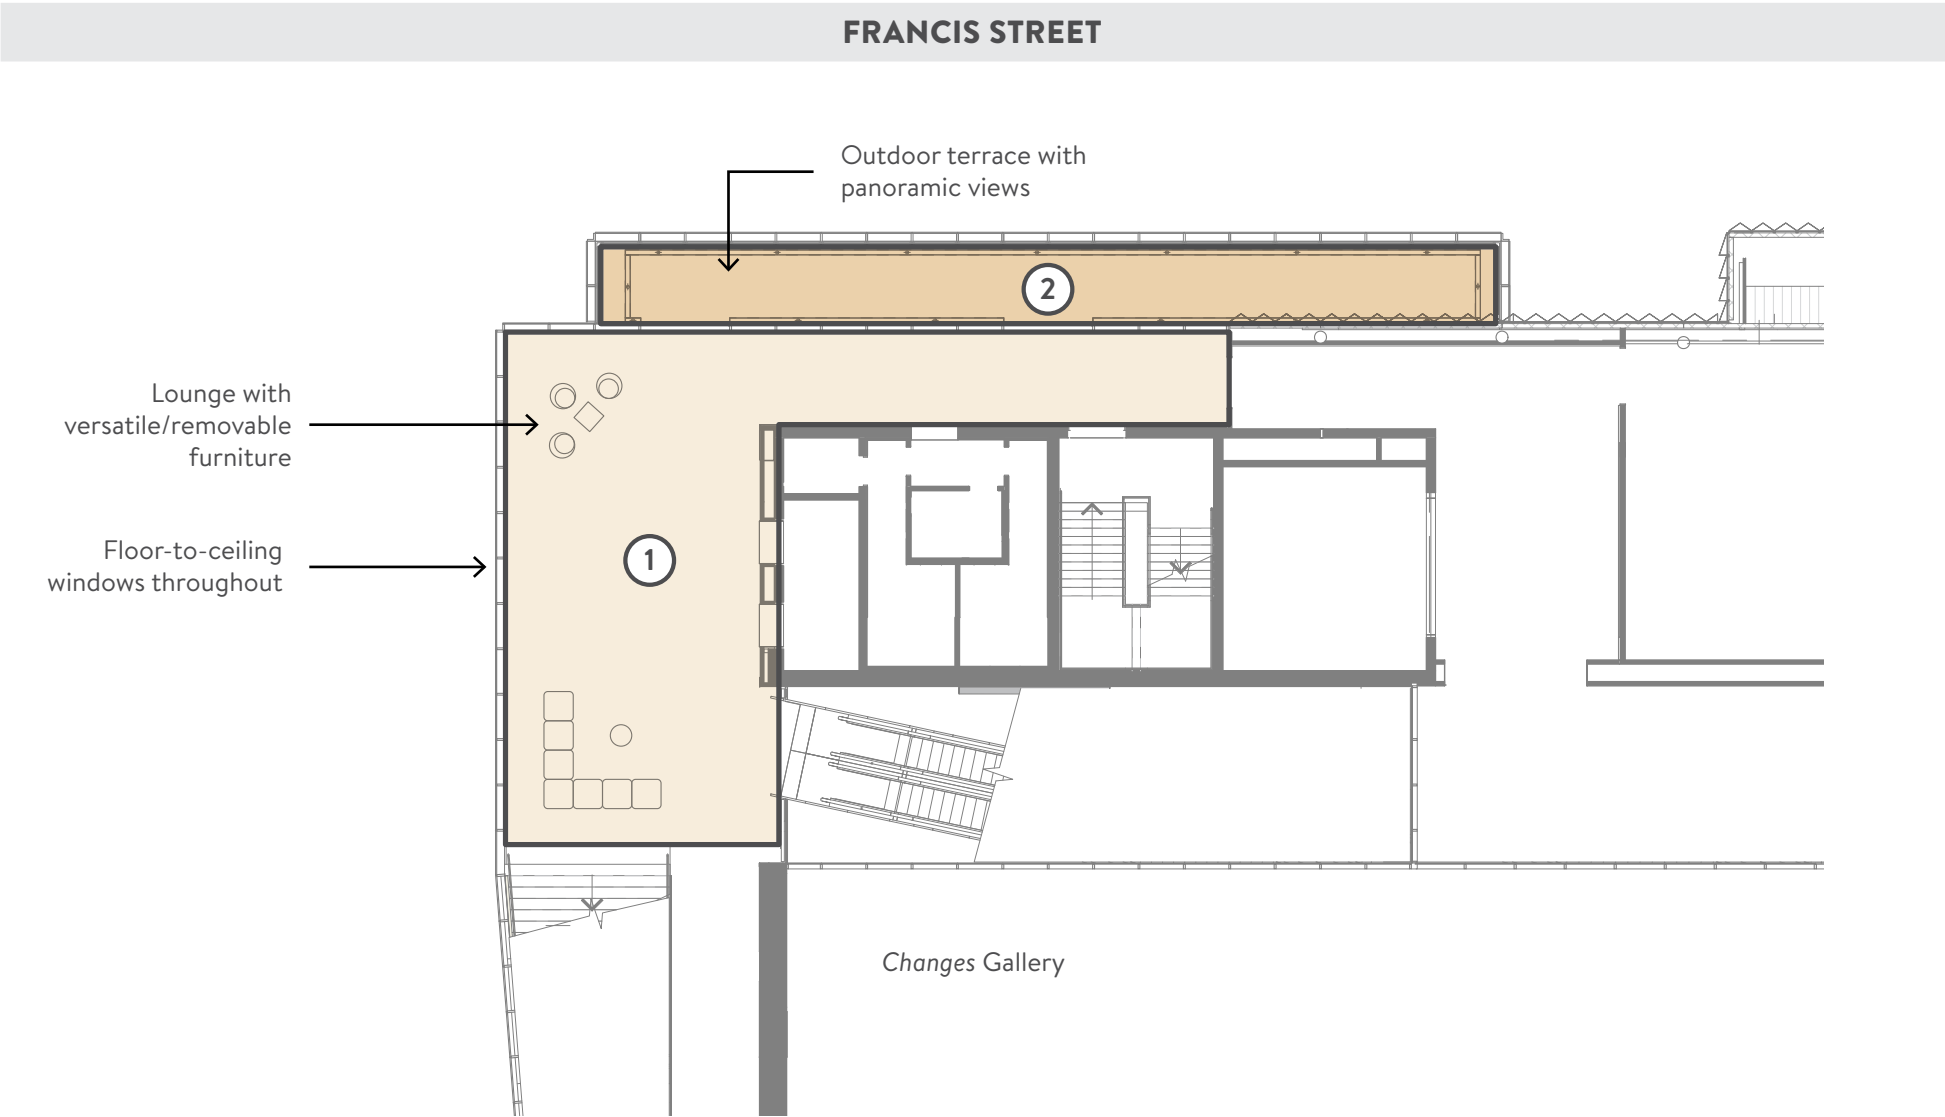 FRANCIS STREET
Outdoor terrace with
panoramic views
2
Lounge with
versatile/removable
furniture
Floor-to-ceiling
windows throughout
1
Changes Gallery